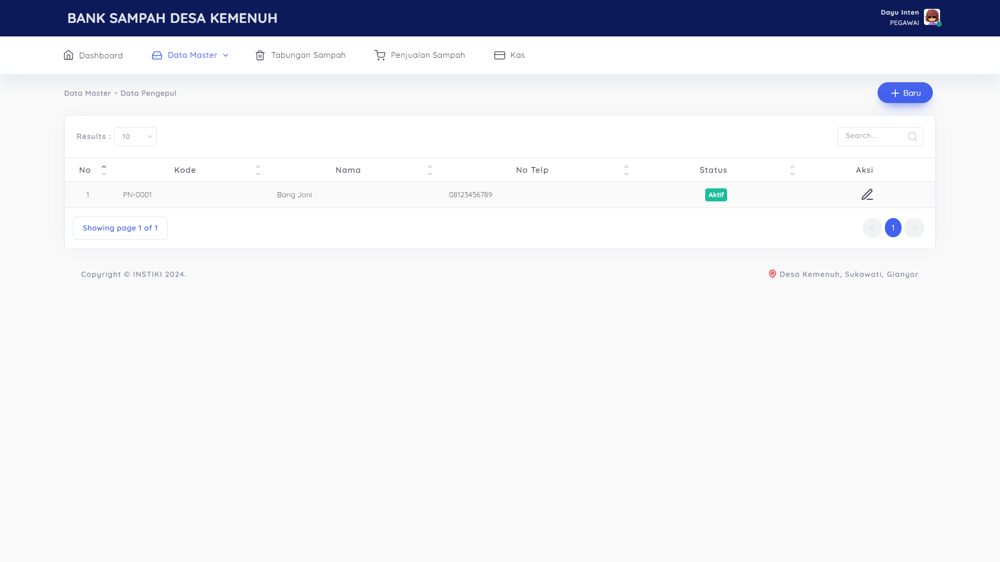 BANK SAMPAH DESA KEMENUH
Dayu Inten
PEGAWAI
Dashboard
Data Master
Tabungan Sampah
Penjualan Sampah
Kas
Data Master
Data Pengepul
Baru
Results : 10
Search...
No Kode Nama No Telp Status Aksi
1 PN-0001 Bang Joni 08123456789 Aktif
Showing page 1 of 1
1
Copyright © INSTIKI 2024.
Desa Kemenuh, Sukawati, Gianyar